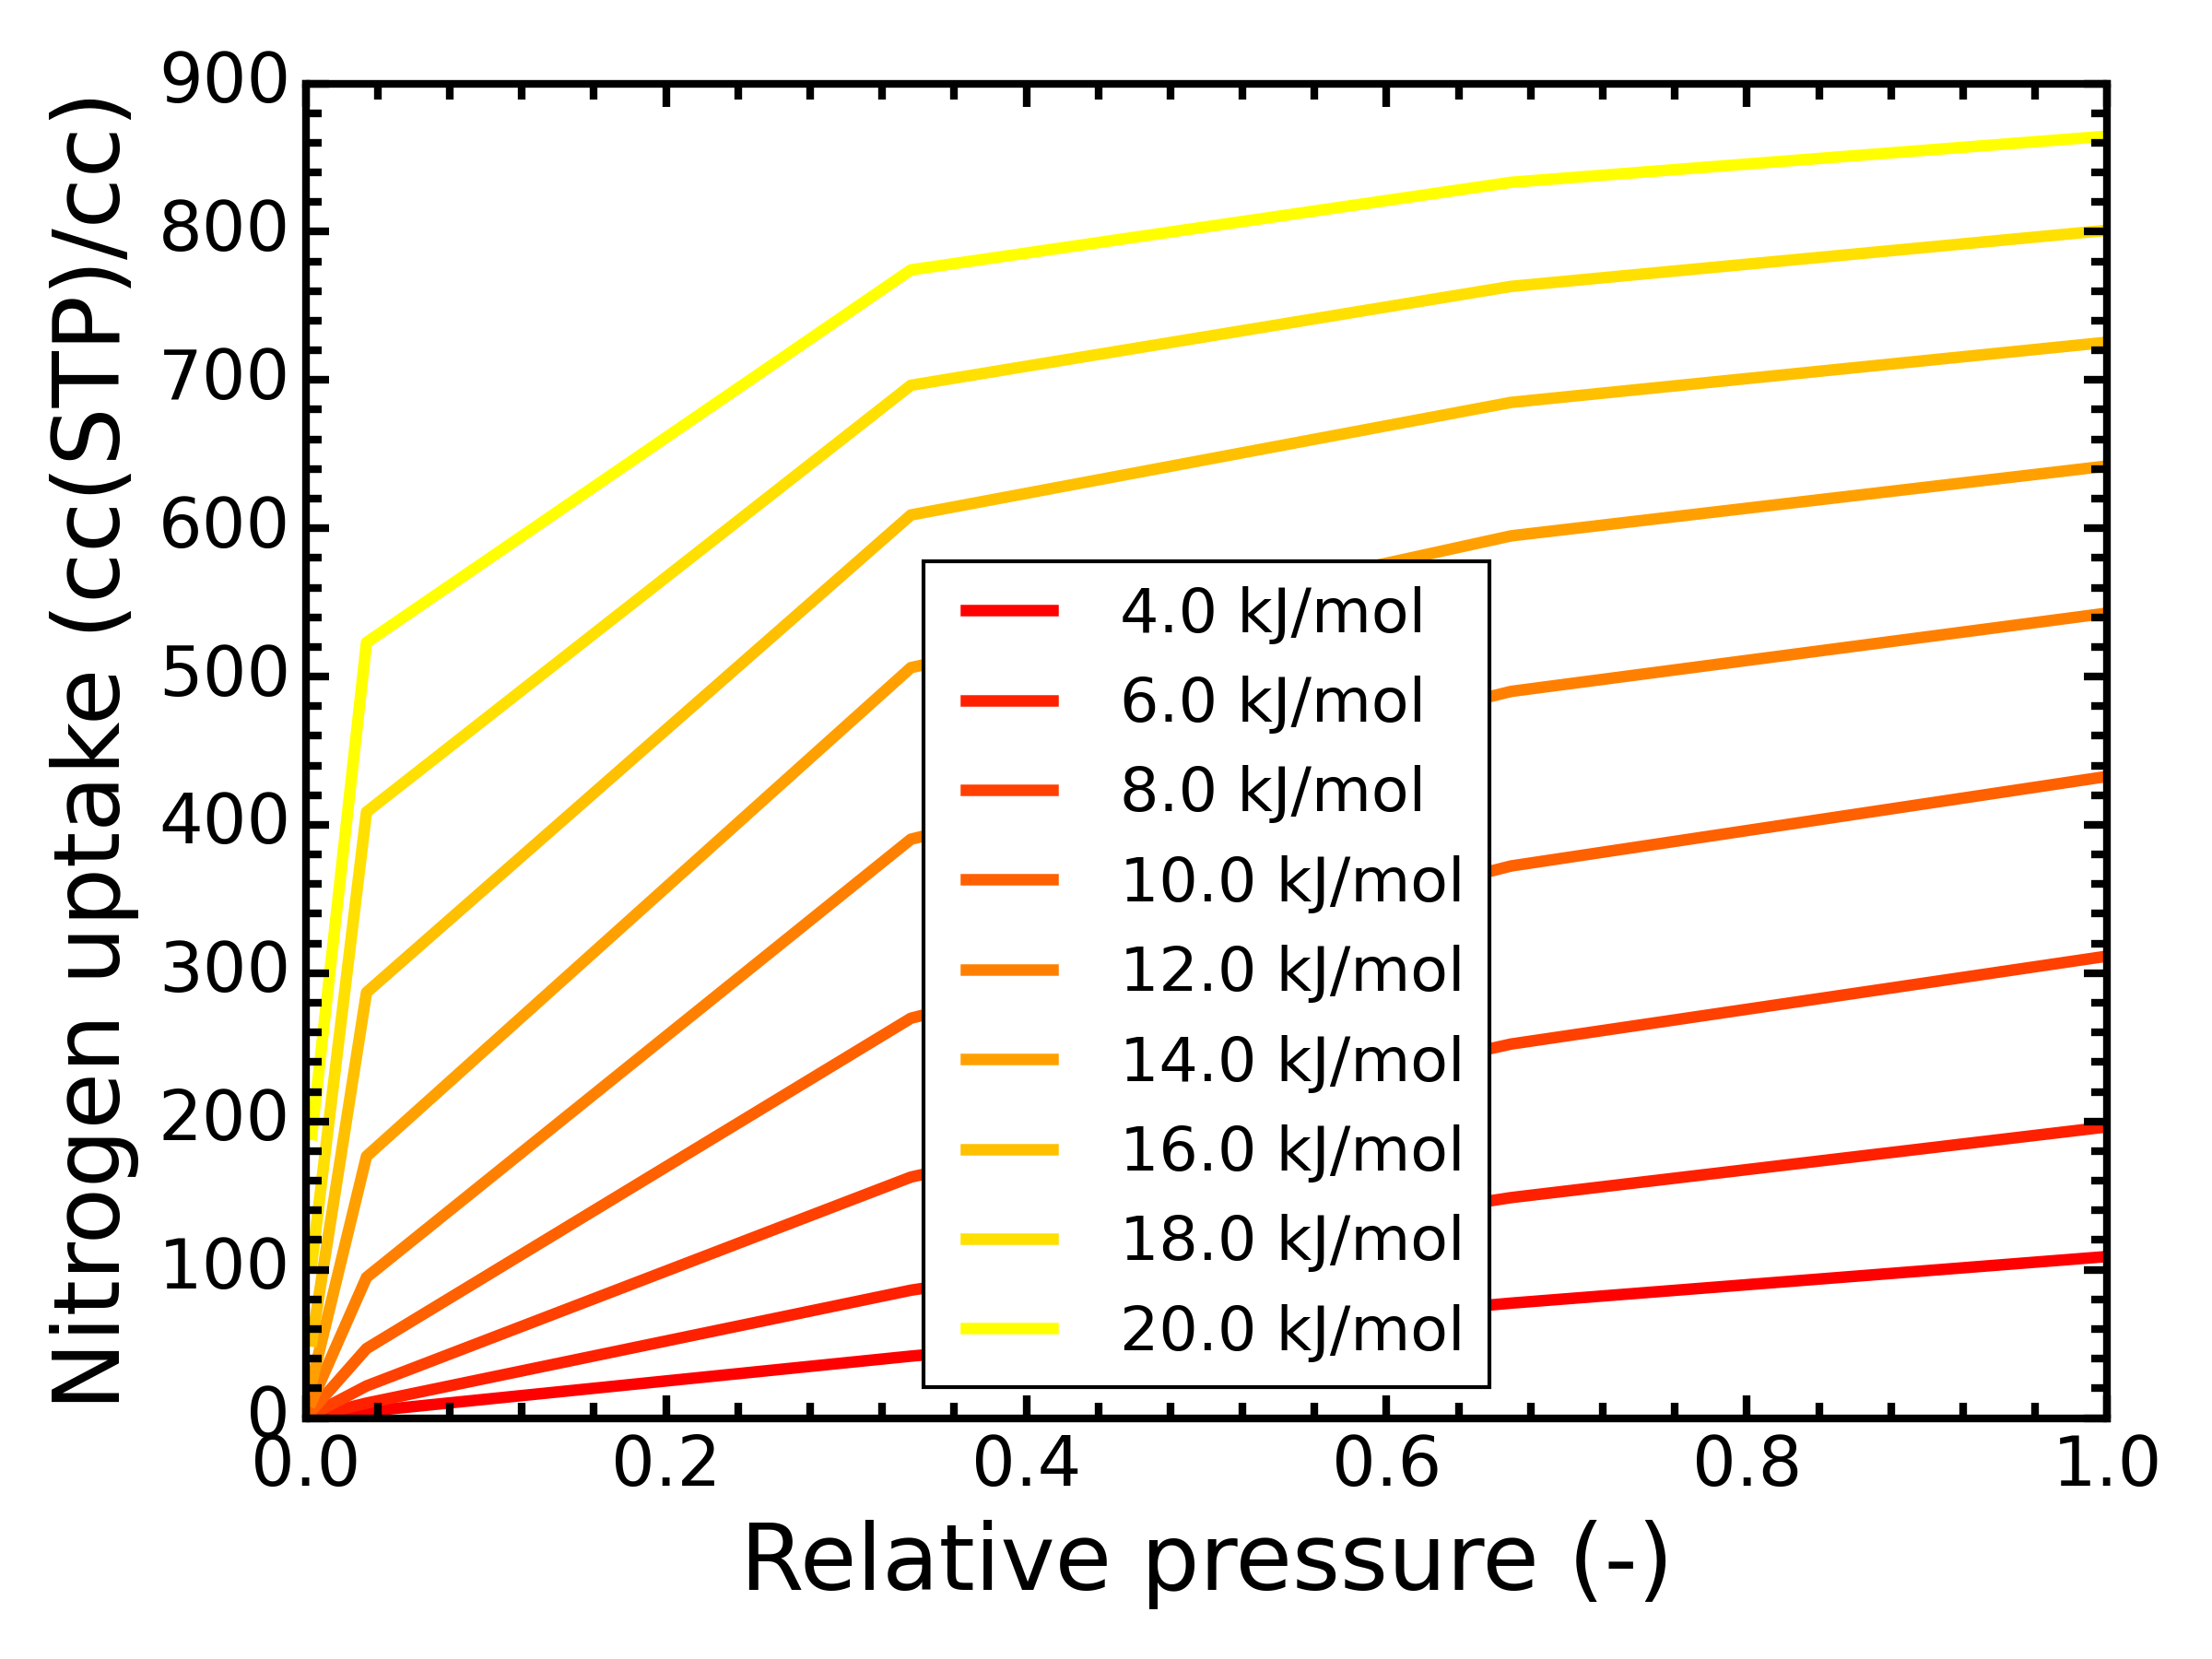 Nitrogen uptake (cc(STP)/cc)
900
800
700
600
500
400
300
200
100
0
4.0 kJ/mol
6.0 kJ/mol
8.0 kJ/mol
10.0 kJ/mol
12.0 kJ/mol
14.0 kJ/mol
16.0 kJ/mol
18.0 kJ/mol
20.0 kJ/mol
0.0 0.2 0.4 0.6 0.8 1.0
Relative pressure (-)